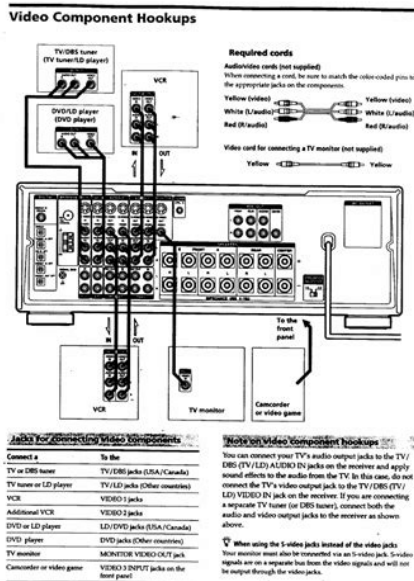 Video Component Hookups
TV/DBS tuner
(TV tuner/LD player)
DVD/LD player
(DVD player)
VCR
IN
OUT
Required cords
Audio/video cords (not supplied)
When connecting a cord, be sure to match the color-coded pins to
the appropriate jacks on the components.
Yellow (video)
Yellow (video)
White (L/audio)
White (L/audio)
Red (R/audio)
Red (R/audio)
Video cord for connecting a TV monitor (not supplied)
Yellow
Yellow
FRONT
REAR
CENTER
IN
OUT
To the
front
panel
VCR
TV monitor
Camcorder
or video game
Jacks for connecting video components
Connect a
To the
TV or DBS tuner
TV/DBS jacks (USA/Canada)
TV tuner or LD player
TV/LD jacks (Other countries)
VCR
VIDEO 1 jacks
Additional VCR
VIDEO 2 jacks
DVD or LD player
LD/DVD jacks (USA/Canada)
DVD player
DVD jacks (Other countries)
TV monitor
MONITOR VIDEO OUT jack
Camcorder or video game
VIDEO 3 INPUT jacks on the
front panel
Note on video component hookups
You can connect your TV's audio output jacks to the TV/
DBS (TV/LD) AUDIO IN jacks on the receiver and apply
sound effects to the audio from the TV. In this case, do not
connect the TV's video output jack to the TV/DBS (TV/
LD) VIDEO IN jack on the receiver. If you are connecting
a separate TV tuner (or DBS tuner), connect both the
audio and video output jacks to the receiver as shown
above.
When using the S-video jacks instead of the video jacks
Your monitor must also be connected via an S-video jack. S-video
signals are on a separate bus from the video signals and will not
be output through the video jacks.